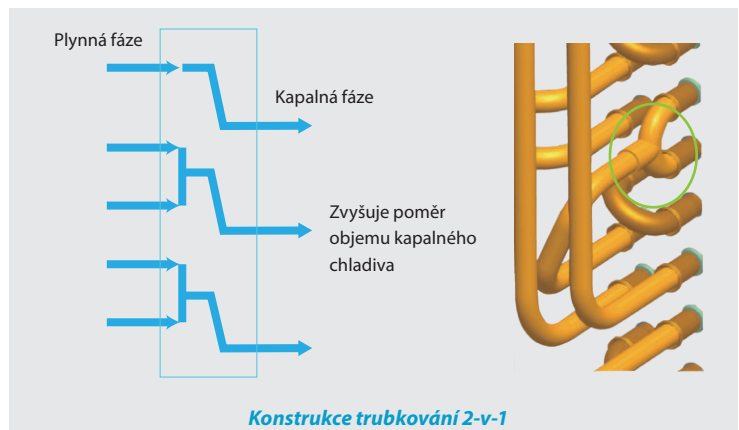 Plynná fáze
Kapalná fáze
Zvyšuje poměr
objemu kapalného
chladiva
Konstrukce trubkování 2-v-1